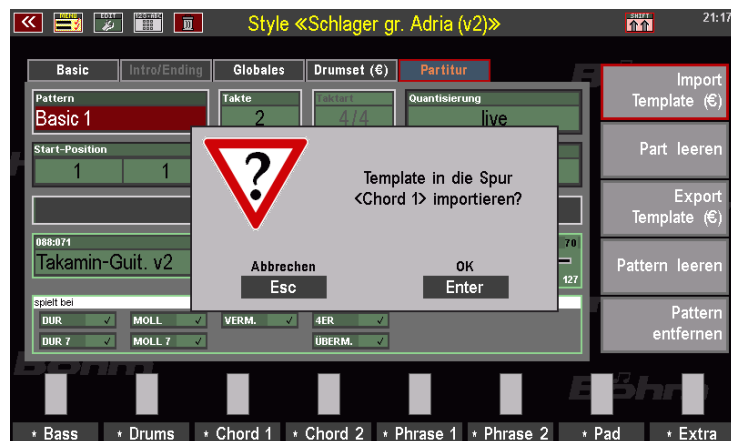 MENU
EDIT
Style «Schlager gr. Adria (v2)»
SHIFT
21:17
Basic
Intro/Ending
Globales
Drumset (€)
Partitur
Import
Template (€)
Pattern
Basic 1
Takte
2
Taktart
4/4
Quantisierung
live
Part leeren
Start-Position
1
1
?
Template in die Spur
<Chord 1> importieren?
Export
Template (€)
088:071
Takamin-Guit. v2
70
127
Abbrechen
Esc
OK
Enter
Pattern leeren
spielt bei
DUR ✓
MOLL ✓
VERM. ✓
4ER ✓
DUR 7 ✓
MOLL 7 ✓
ÜBERM. ✓
Pattern
entfernen
Böhm
Böhm
* Bass
* Drums
* Chord 1
* Chord 2
* Phrase 1
* Phrase 2
* Pad
* Extra